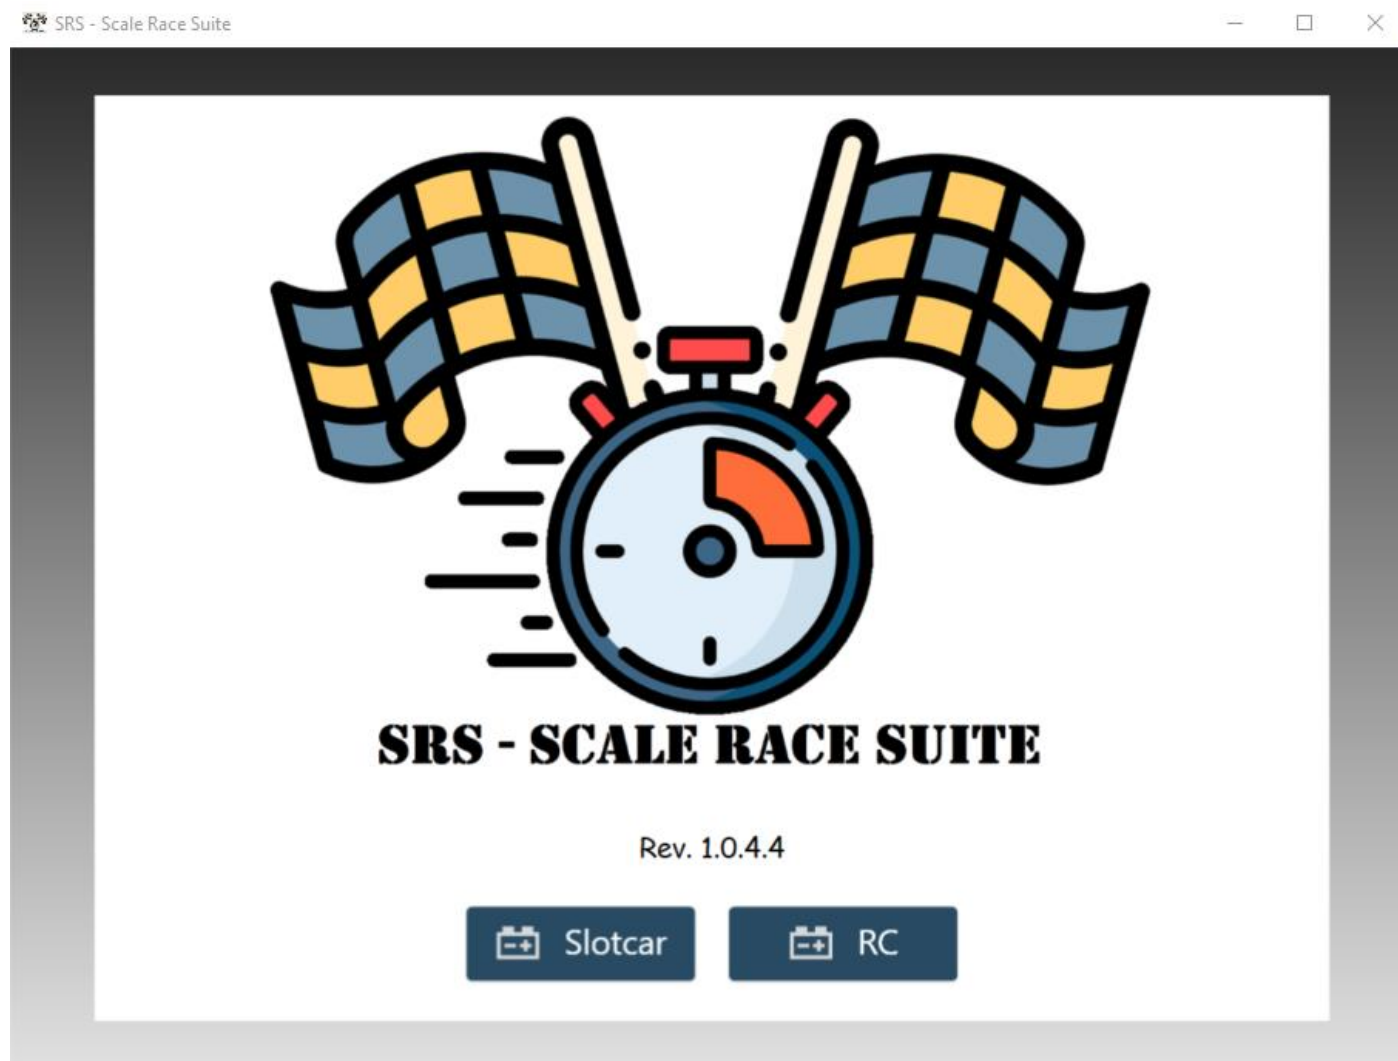 SRS - Scale Race Suite
SRS - SCALE RACE SUITE
Rev. 1.0.4.4
Slotcar
RC